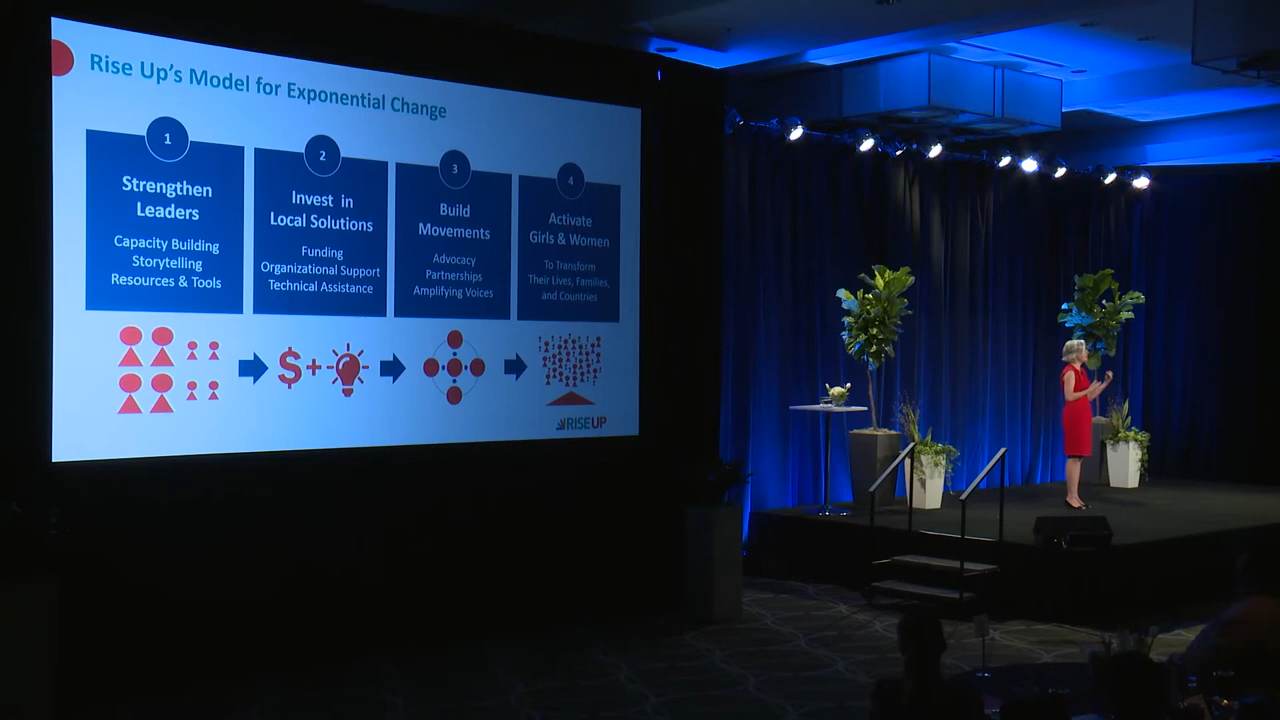 Rise Up's Model for Exponential Change
1
Strengthen
Leaders
Capacity Building
Storytelling
Resources & Tools
2
Invest in
Local Solutions
Funding
Organizational Support
Technical Assistance
3
Build
Movements
Advocacy
Partnerships
Amplifying Voices
4
Activate
Girls & Women
To Transform
Their Lives, Families,
and Countries
$+
RISEUP